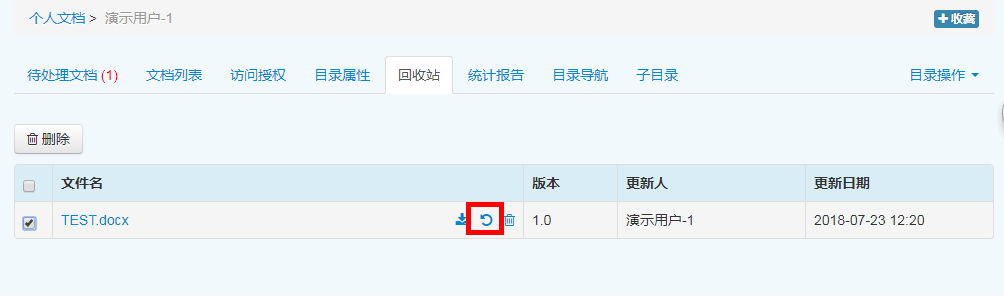 个人文档 > 演示用户-1
收藏
待处理文档 (1) 文档列表 访问授权 目录属性 回收站 统计报告 目录导航 子目录 目录操作
删除
文件名 版本 更新人 更新日期
TEST.docx 1.0 演示用户-1 2018-07-23 12:20